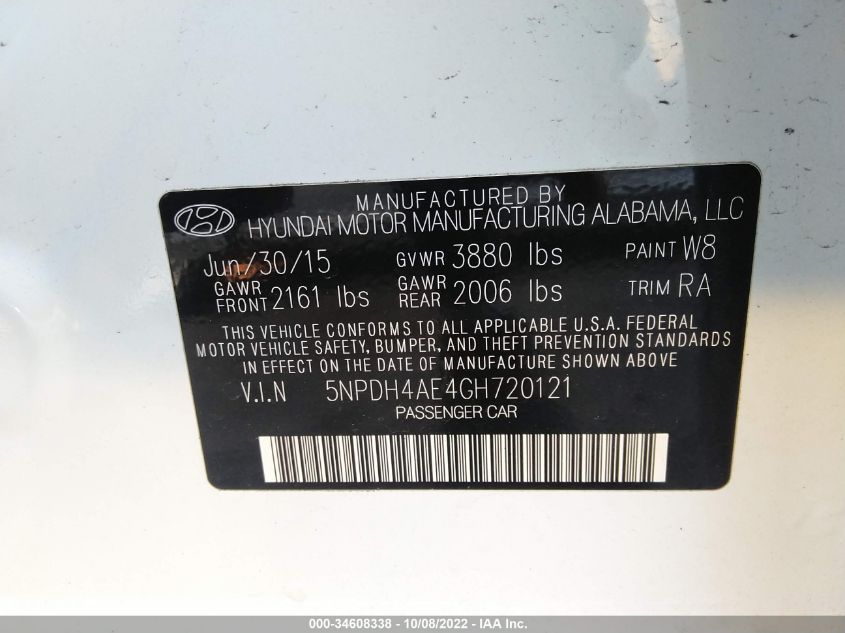 MANUFACTURED BY
HYUNDAI MOTOR MANUFACTURING ALABAMA, LLC
Jun/30/15 GVWR 3880 lbs PAINT W8
GAWR FRONT 2161 lbs GAWR REAR 2006 lbs TRIM RA
THIS VEHICLE CONFORMS TO ALL APPLICABLE U.S.A. FEDERAL
MOTOR VEHICLE SAFETY, BUMPER, AND THEFT PREVENTION STANDARDS
IN EFFECT ON THE DATE OF MANUFACTURE SHOWN ABOVE.
V.I.N 5NPDH4AE4GH720121
PASSENGER CAR
000-34608338 - 10/08/2022 - IAA Inc.